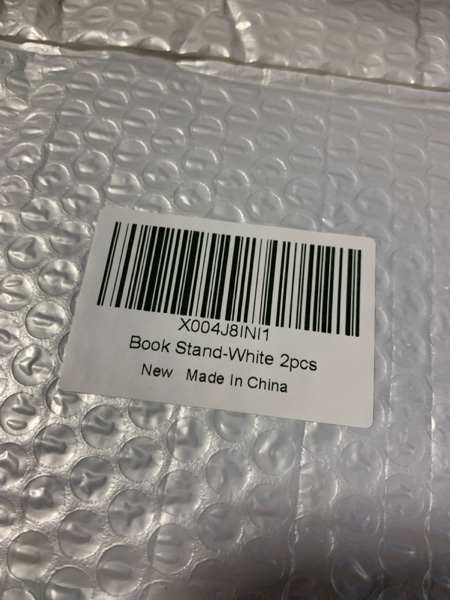 X004J8INI1
Book Stand-White 2pcs
New Made In China